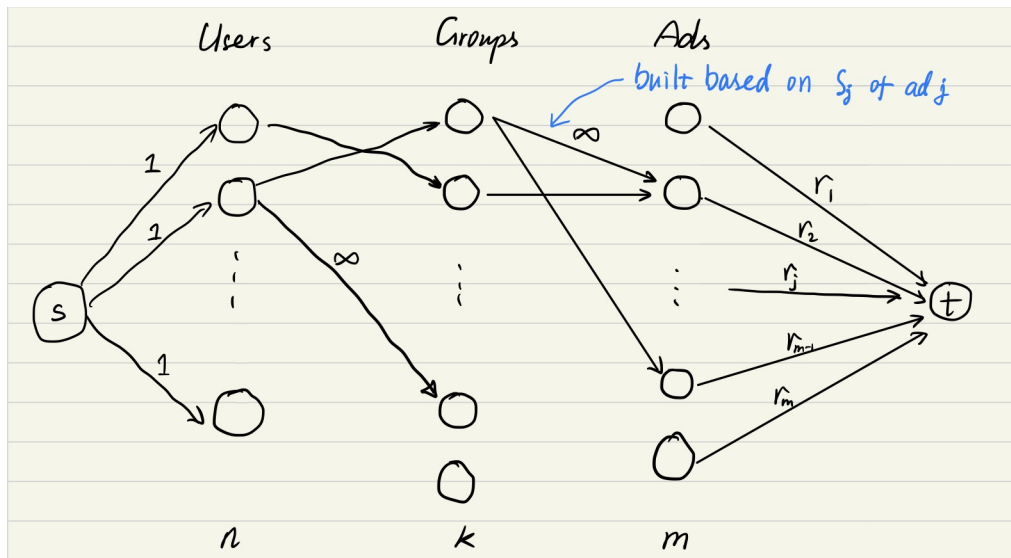 Users Groups Ads
built based on Sj of ad j
∞
1
r1
1
r2
∞
rj
s
t
1
rm-1
rm
n k m